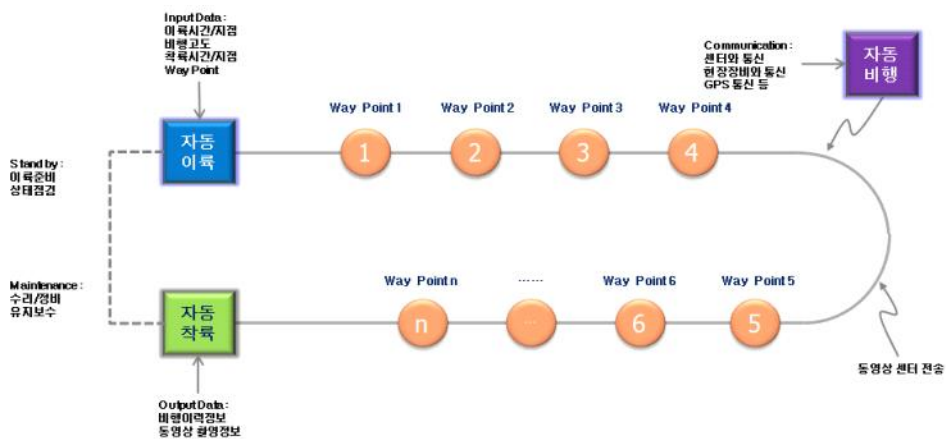 Input Data :
이륙시간/지점
비행고도
착륙시간/지점
Way Point
Communication :
센터와 통신
현장장비와 통신
GPS 통신 등
자동
비행
Way Point 1
Way Point 2
Way Point 3
Way Point 4
자동
이륙
1
2
3
4
Stand by :
이륙준비
상태점검
Maintenance :
수리/정비
유지보수
Way Point n
......
Way Point 6
Way Point 5
자동
착륙
n
...
6
5
동영상 센터 전송
Output Data :
비행이력정보
동영상 촬영정보